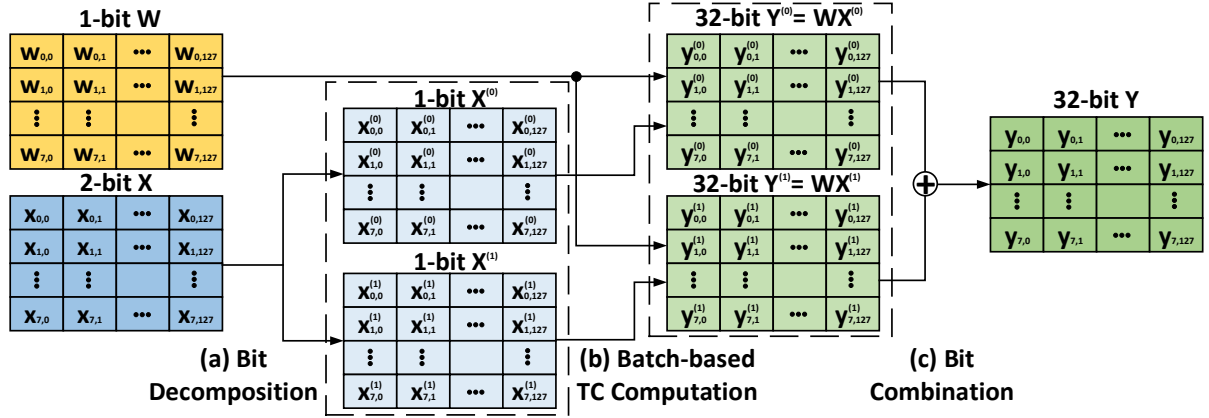 1-bit W
w0,0 w0,1 ••• w0,127
w1,0 w1,1 ••• w1,127
w7,0 w7,1 ••• w7,127
2-bit X
x0,0 x0,1 ••• x0,127
x1,0 x1,1 ••• x1,127
x7,0 x7,1 ••• x7,127
(a) Bit
Decomposition
1-bit X(0)
x(0)0,0 x(0)0,1 ••• x(0)0,127
x(0)1,0 x(0)1,1 ••• x(0)1,127
x(0)7,0 x(0)7,1 ••• x(0)7,127
1-bit X(1)
x(1)0,0 x(1)0,1 ••• x(1)0,127
x(1)1,0 x(1)1,1 ••• x(1)1,127
x(1)7,0 x(1)7,1 ••• x(1)7,127
(b) Batch-based
TC Computation
32-bit Y(0)= WX(0)
y(0)0,0 y(0)0,1 ••• y(0)0,127
y(0)1,0 y(0)1,1 ••• y(0)1,127
y(0)7,0 y(0)7,1 ••• y(0)7,127
32-bit Y(1)= WX(1)
y(1)0,0 y(1)0,1 ••• y(1)0,127
y(1)1,0 y(1)1,1 ••• y(1)1,127
y(1)7,0 y(1)7,1 ••• y(1)7,127
(c) Bit
Combination
+
32-bit Y
y0,0 y0,1 ••• y0,127
y1,0 y1,1 ••• y1,127
y7,0 y7,1 ••• y7,127